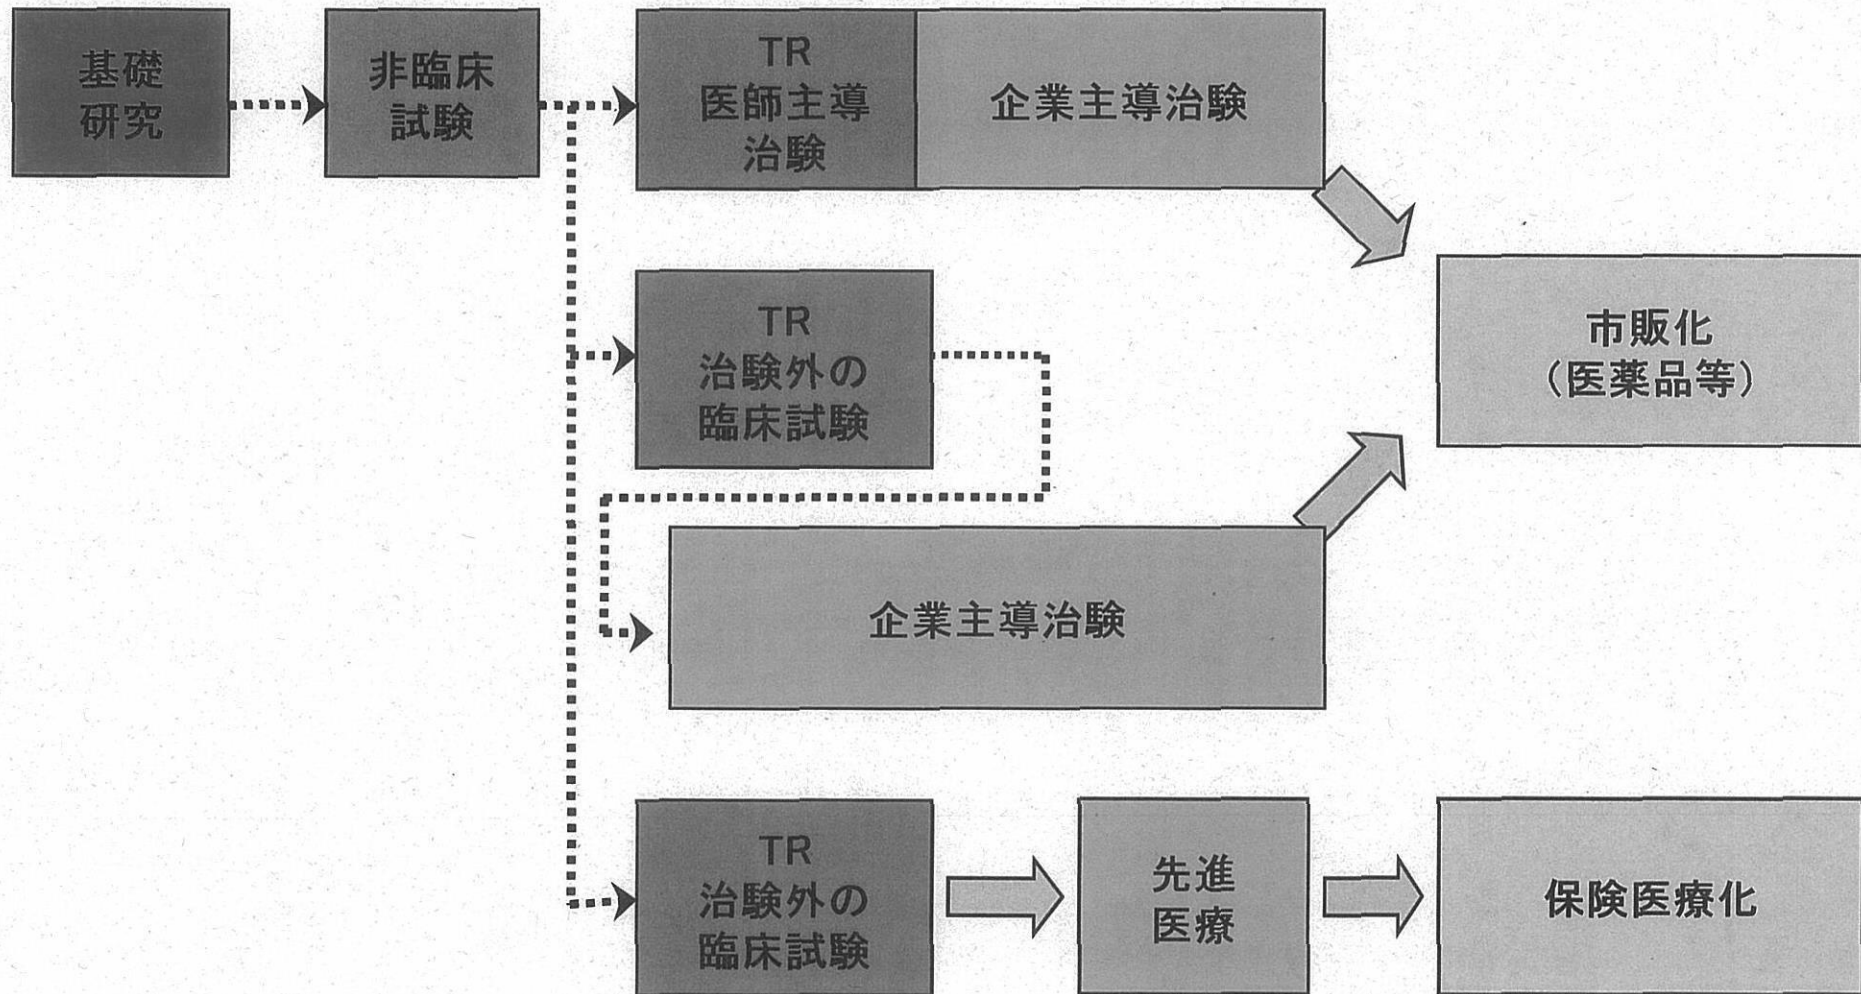 基礎
研究
非臨床
試験
TR
医師主導
治験
企業主導治験
TR
治験外の
臨床試験
市販化
(医薬品等)
企業主導治験
TR
治験外の
臨床試験
先進
医療
保険医療化